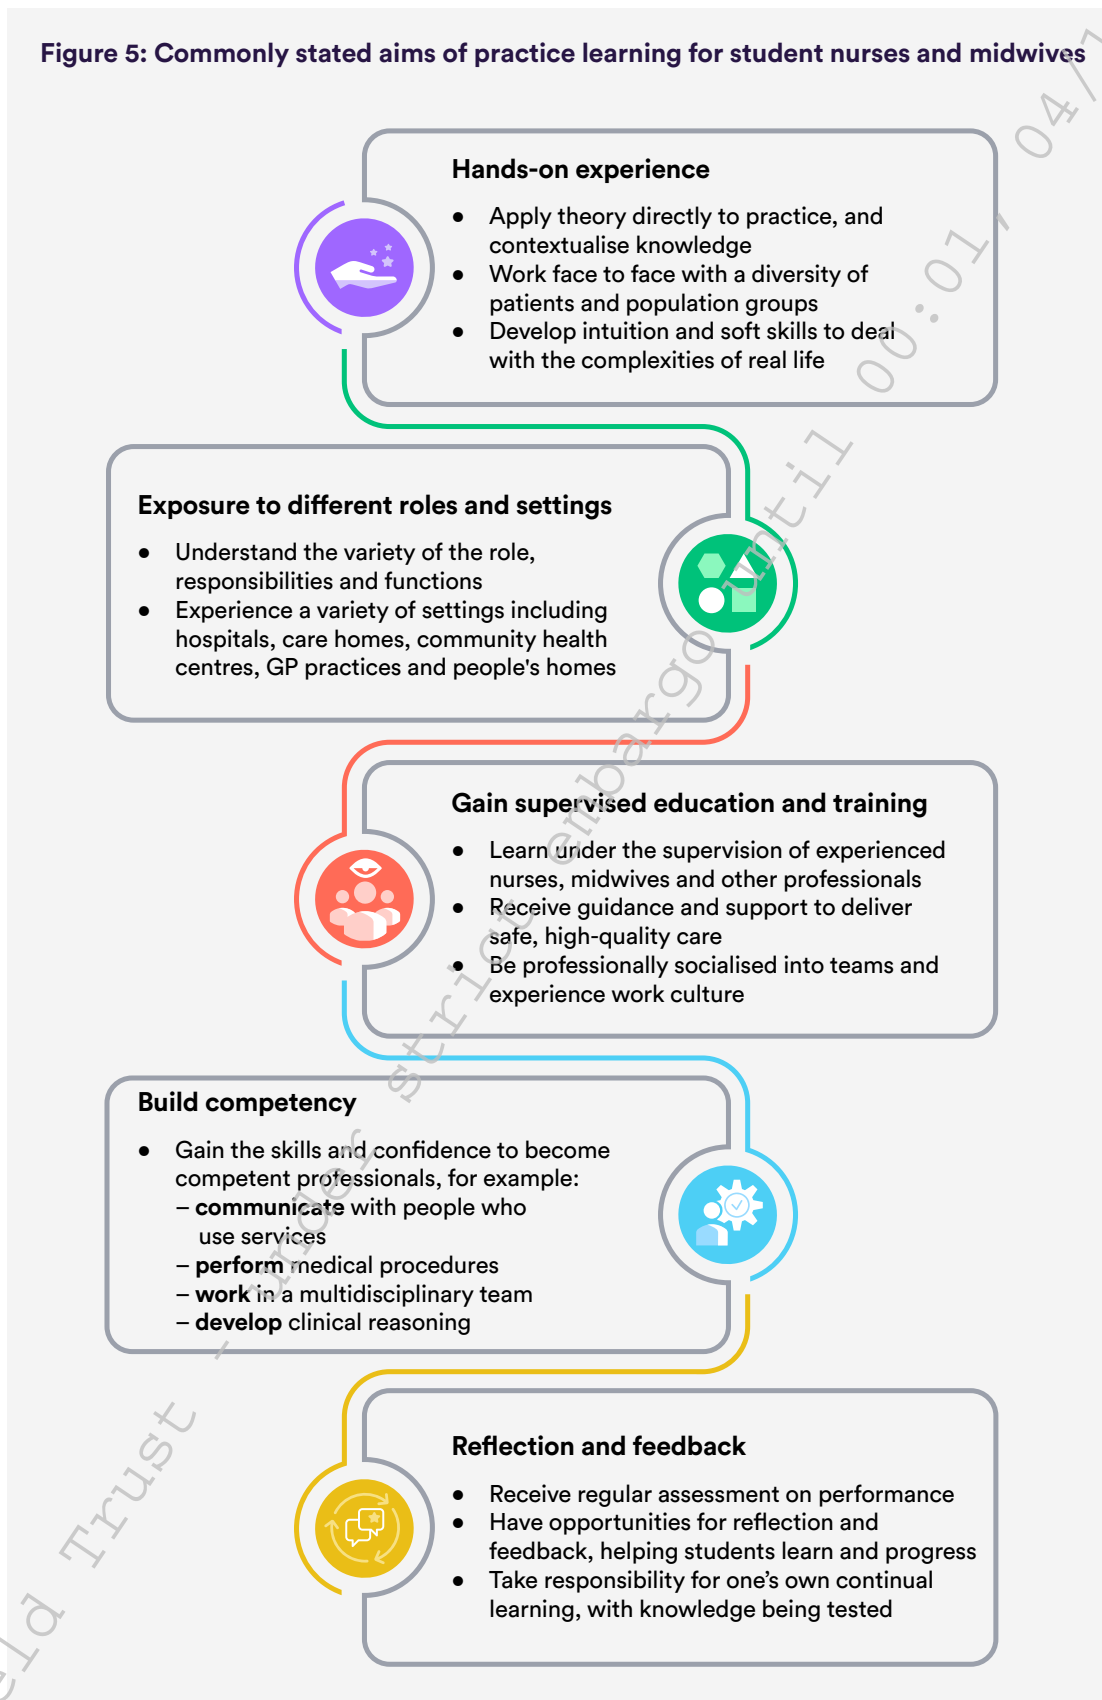 Figure 5: Commonly stated aims of practice learning for student nurses and midwives
Hands-on experience
● Apply theory directly to practice, and
contextualise knowledge
● Work face to face with a diversity of
patients and population groups
● Develop intuition and soft skills to deal
with the complexities of real life
Exposure to different roles and settings
● Understand the variety of the role,
responsibilities and functions
● Experience a variety of settings including
hospitals, care homes, community health
centres, GP practices and people's homes
Gain supervised education and training
● Learn under the supervision of experienced
nurses, midwives and other professionals
● Receive guidance and support to deliver
safe, high-quality care
● Be professionally socialised into teams and
experience work culture
Build competency
● Gain the skills and confidence to become
competent professionals, for example:
– communicate with people who
use services
– perform medical procedures
– work in a multidisciplinary team
– develop clinical reasoning
Reflection and feedback
● Receive regular assessment on performance
● Have opportunities for reflection and
feedback, helping students learn and progress
● Take responsibility for one’s own continual
learning, with knowledge being tested
Trust - under strict embargo until 00:01, 04/